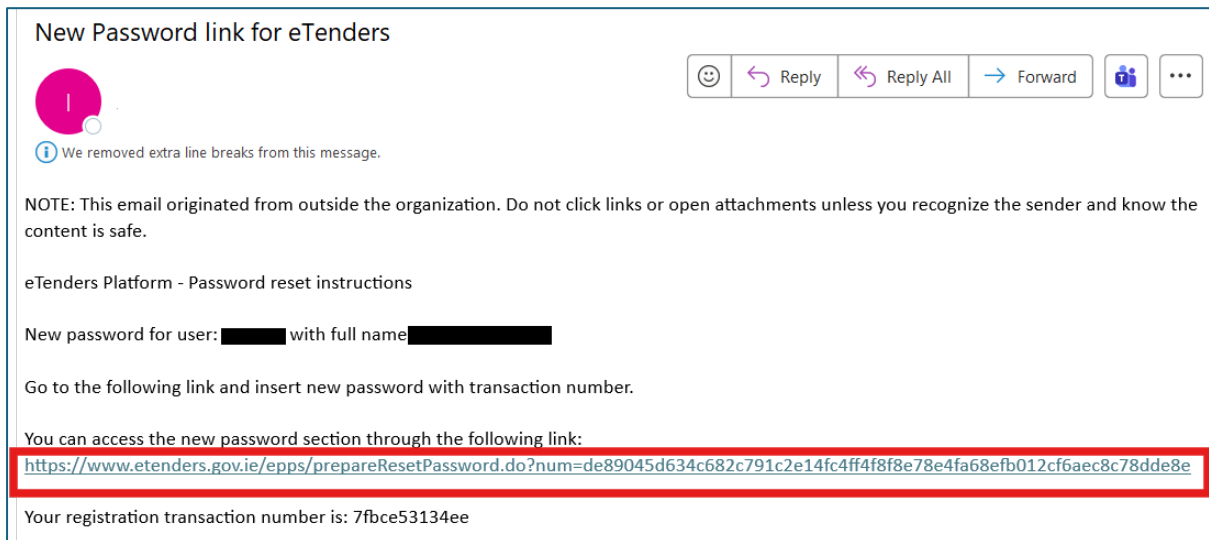 New Password link for eTenders
Reply
Reply All
Forward
I
We removed extra line breaks from this message.
NOTE: This email originated from outside the organization. Do not click links or open attachments unless you recognize the sender and know the
content is safe.
eTenders Platform - Password reset instructions
New password for user: with full name
Go to the following link and insert new password with transaction number.
You can access the new password section through the following link:
https://www.etenders.gov.ie/epps/prepareResetPassword.do?num=de89045d634c682c791c2e14fc4ff4f8f8e78e4fa68efb012cf6aec8c78dde8e
Your registration transaction number is: 7fbce53134ee